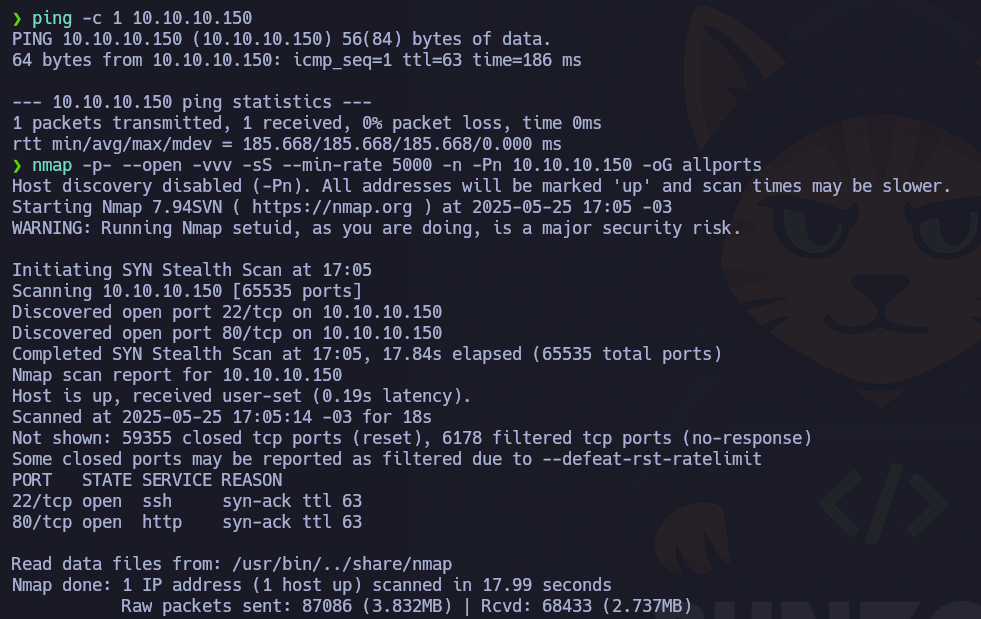 ❯ ping -c 1 10.10.10.150
PING 10.10.10.150 (10.10.10.150) 56(84) bytes of data.
64 bytes from 10.10.10.150: icmp_seq=1 ttl=63 time=186 ms
--- 10.10.10.150 ping statistics ---
1 packets transmitted, 1 received, 0% packet loss, time 0ms
rtt min/avg/max/mdev = 185.668/185.668/185.668/0.000 ms
❯ nmap -p- --open -vvv -sS --min-rate 5000 -n -Pn 10.10.10.150 -oG allports
Host discovery disabled (-Pn). All addresses will be marked 'up' and scan times may be slower.
Starting Nmap 7.94SVN ( https://nmap.org ) at 2025-05-25 17:05 -03
WARNING: Running Nmap setuid, as you are doing, is a major security risk.
Initiating SYN Stealth Scan at 17:05
Scanning 10.10.10.150 [65535 ports]
Discovered open port 22/tcp on 10.10.10.150
Discovered open port 80/tcp on 10.10.10.150
Completed SYN Stealth Scan at 17:05, 17.84s elapsed (65535 total ports)
Nmap scan report for 10.10.10.150
Host is up, received user-set (0.19s latency).
Scanned at 2025-05-25 17:05:14 -03 for 18s
Not shown: 59355 closed tcp ports (reset), 6178 filtered tcp ports (no-response)
Some closed ports may be reported as filtered due to --defeat-rst-ratelimit
PORT   STATE SERVICE REASON
22/tcp open  ssh     syn-ack ttl 63
80/tcp open  http    syn-ack ttl 63
Read data files from: /usr/bin/../share/nmap
Nmap done: 1 IP address (1 host up) scanned in 17.99 seconds
           Raw packets sent: 87086 (3.832MB) | Rcvd: 68433 (2.737MB)